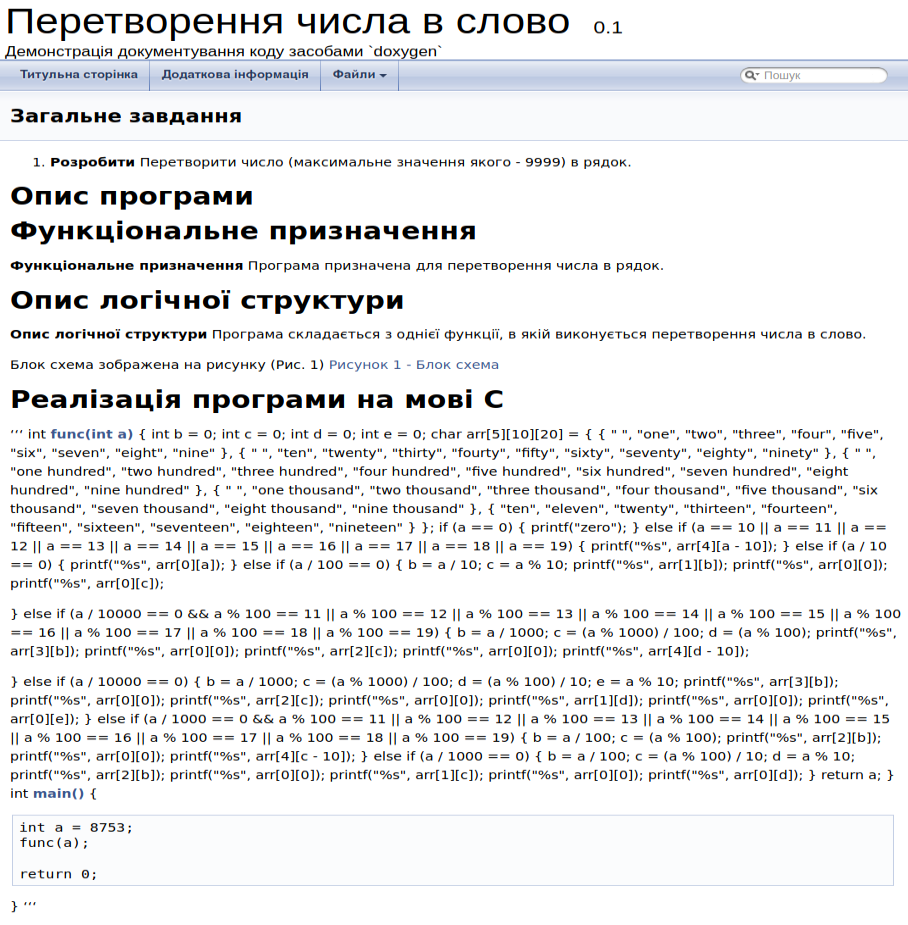 Перетворення числа в слово 0.1
Демонстрація документування коду засобами `doxygen`
Титульна сторінка Додаткова інформація Файли Пошук
Загальне завдання
1. Розробити Перетворити число (максимальне значення якого - 9999) в рядок.
Опис програми
Функціональне призначення
Функціональне призначення Програма призначена для перетворення числа в рядок.
Опис логічної структури
Опис логічної структури Програма складається з однієї функції, в якій виконується перетворення числа в слово.
Блок схема зображена на рисунку (Рис. 1) Рисунок 1 - Блок схема
Реалізація програми на мові С
‘‘‘ int func(int a) { int b = 0; int c = 0; int d = 0; int e = 0; char arr[5][10][20] = { { " ", "one", "two", "three", "four", "five",
"six", "seven", "eight", "nine" }, { " ", "ten", "twenty", "thirty", "fourty", "fifty", "sixty", "seventy", "eighty", "ninety" }, { " ",
"one hundred", "two hundred", "three hundred", "four hundred", "five hundred", "six hundred", "seven hundred", "eight
hundred", "nine hundred" }, { " ", "one thousand", "two thousand", "three thousand", "four thousand", "five thousand", "six
thousand", "seven thousand", "eight thousand", "nine thousand" }, { "ten", "eleven", "twenty", "thirteen", "fourteen",
"fifteen", "sixteen", "seventeen", "eighteen", "nineteen" } }; if (a == 0) { printf("zero"); } else if (a == 10 || a == 11 || a ==
12 || a == 13 || a == 14 || a == 15 || a == 16 || a == 17 || a == 18 || a == 19) { printf("%s", arr[4][a - 10]); } else if (a / 10
== 0) { printf("%s", arr[0][a]); } else if (a / 100 == 0) { b = a / 10; c = a % 10; printf("%s", arr[1][b]); printf("%s", arr[0][0]);
printf("%s", arr[0][c]);
} else if (a / 10000 == 0 && a % 100 == 11 || a % 100 == 12 || a % 100 == 13 || a % 100 == 14 || a % 100 == 15 || a % 100
== 16 || a % 100 == 17 || a % 100 == 18 || a % 100 == 19) { b = a / 1000; c = (a % 1000) / 100; d = (a % 100); printf("%s",
arr[3][b]); printf("%s", arr[0][0]); printf("%s", arr[2][c]); printf("%s", arr[0][0]); printf("%s", arr[4][d - 10]);
} else if (a / 10000 == 0) { b = a / 1000; c = (a % 1000) / 100; d = (a % 100) / 10; e = a % 10; printf("%s", arr[3][b]);
printf("%s", arr[0][0]); printf("%s", arr[2][c]); printf("%s", arr[0][0]); printf("%s", arr[1][d]); printf("%s", arr[0][0]); printf("%s",
arr[0][e]); } else if (a / 1000 == 0 && a % 100 == 11 || a % 100 == 12 || a % 100 == 13 || a % 100 == 14 || a % 100 == 15
|| a % 100 == 16 || a % 100 == 17 || a % 100 == 18 || a % 100 == 19) { b = a / 100; c = (a % 100); printf("%s", arr[2][b]);
printf("%s", arr[0][0]); printf("%s", arr[4][c - 10]); } else if (a / 1000 == 0) { b = a / 100; c = (a % 100) / 10; d = a % 10;
printf("%s", arr[2][b]); printf("%s", arr[0][0]); printf("%s", arr[1][c]); printf("%s", arr[0][0]); printf("%s", arr[0][d]); } return a; }
int main() {
int a = 8753;
func(a);
return 0;
} ‘‘‘